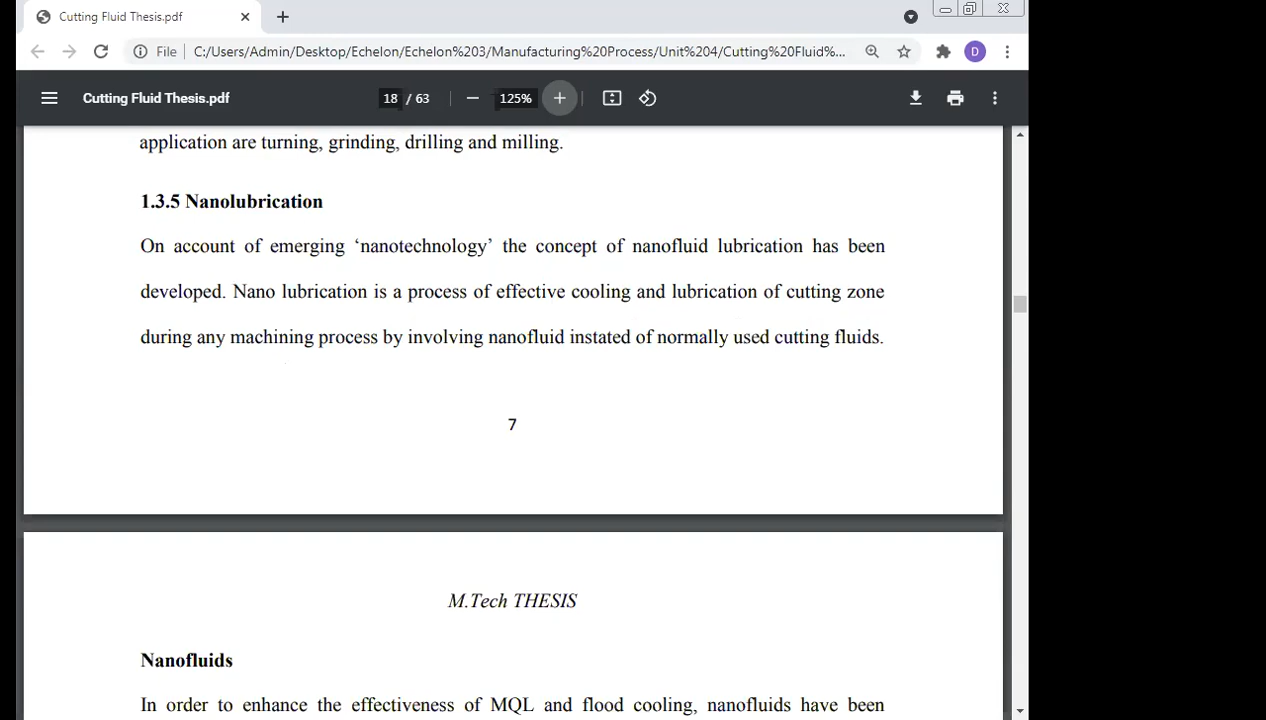 Cutting Fluid Thesis.pdf
File
C:/Users/Admin/Desktop/Echelon/Echelon%203/Manufacturing%20Process/Unit%204/Cutting%20Fluid%...
D
Cutting Fluid Thesis.pdf
18 / 63
125%
application are turning, grinding, drilling and milling.
1.3.5 Nanolubrication
On account of emerging ‘nanotechnology’ the concept of nanofluid lubrication has been
developed. Nano lubrication is a process of effective cooling and lubrication of cutting zone
during any machining process by involving nanofluid instated of normally used cutting fluids.
7
M.Tech THESIS
Nanofluids
In order to enhance the effectiveness of MQL and flood cooling, nanofluids have been